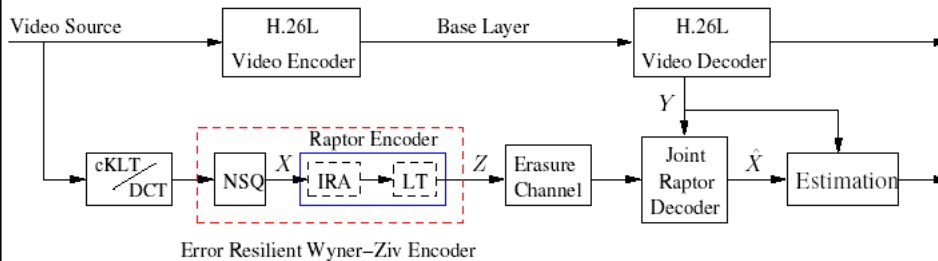 Video Source
H.26L
Video Encoder
Base Layer
H.26L
Video Decoder
Y
cKLT
DCT
NSQ
X
Raptor Encoder
IRA
LT
Z
Erasure
Channel
Joint
Raptor
Decoder
X̂
Estimation
Error Resilient Wyner–Ziv Encoder